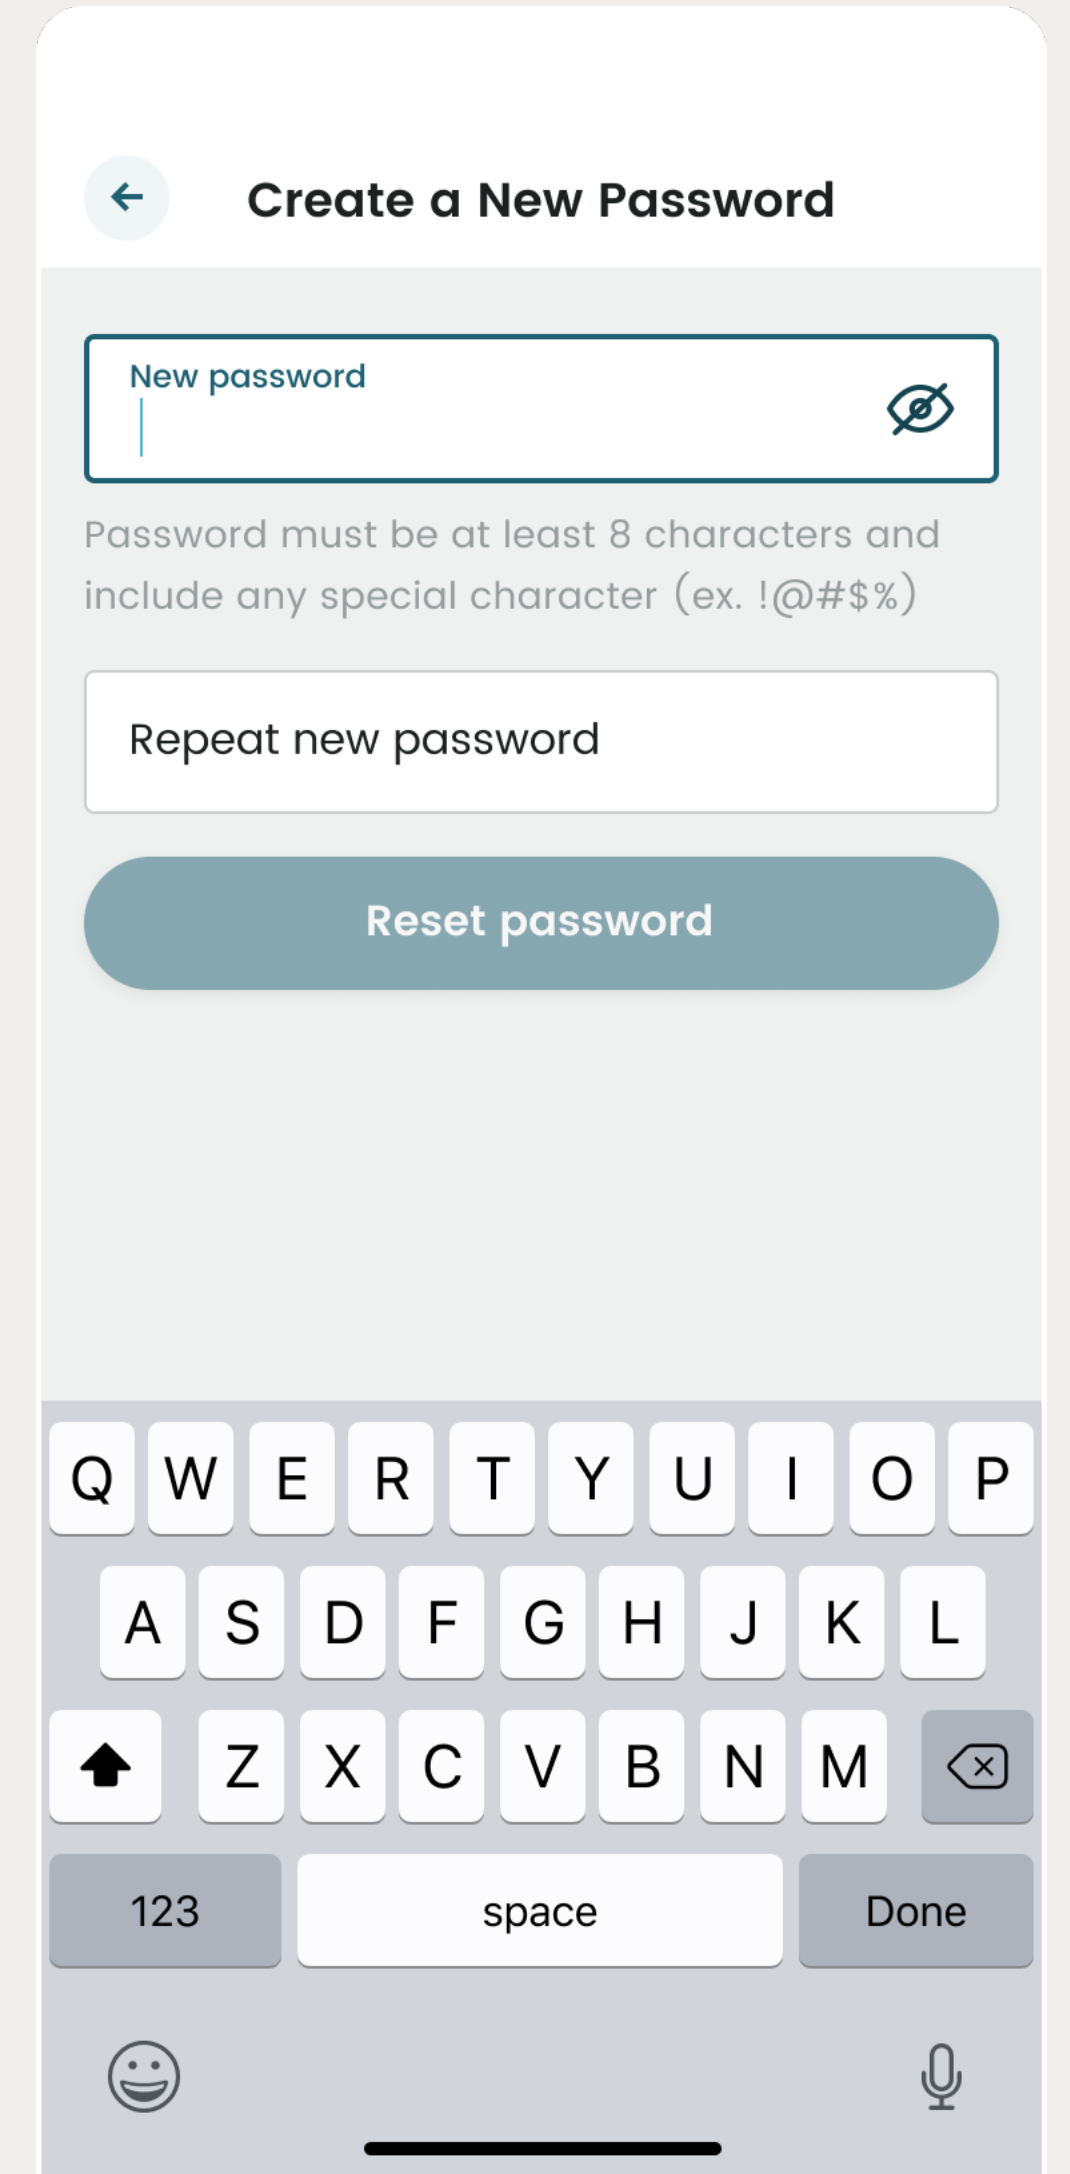 Create a New Password
New password
Password must be at least 8 characters and
include any special character (ex. !@#$%)
Repeat new password
Reset password
Q W E R T Y U I O P
A S D F G H J K L
Z X C V B N M
123 space Done